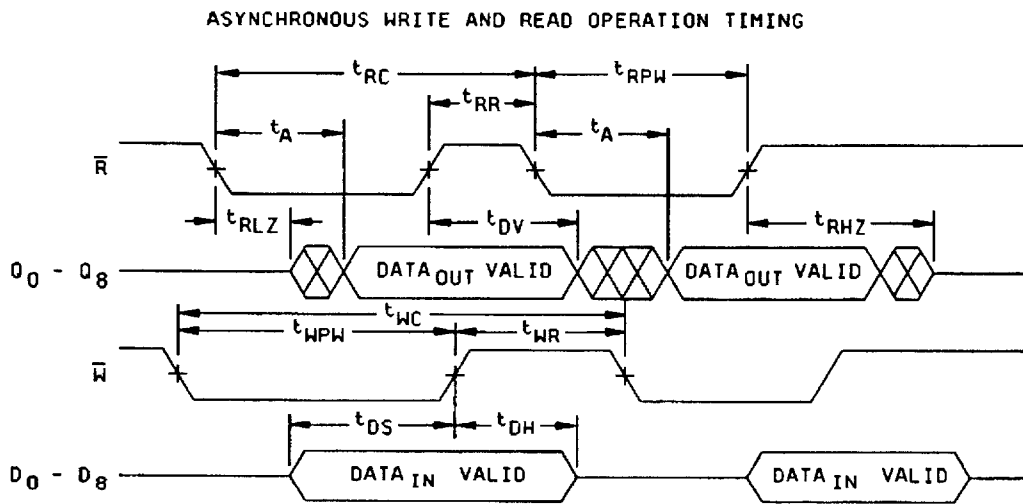 ASYNCHRONOUS WRITE AND READ OPERATION TIMING
tRC tRPW
tRR
tA tA
R̅
tRLZ tDV tRHZ
Q0 - Q8 DATAOUT VALID DATAOUT VALID
tWC
tWPW tWR
W̅
tDS tDH
D0 - D8 DATAIN VALID DATAIN VALID